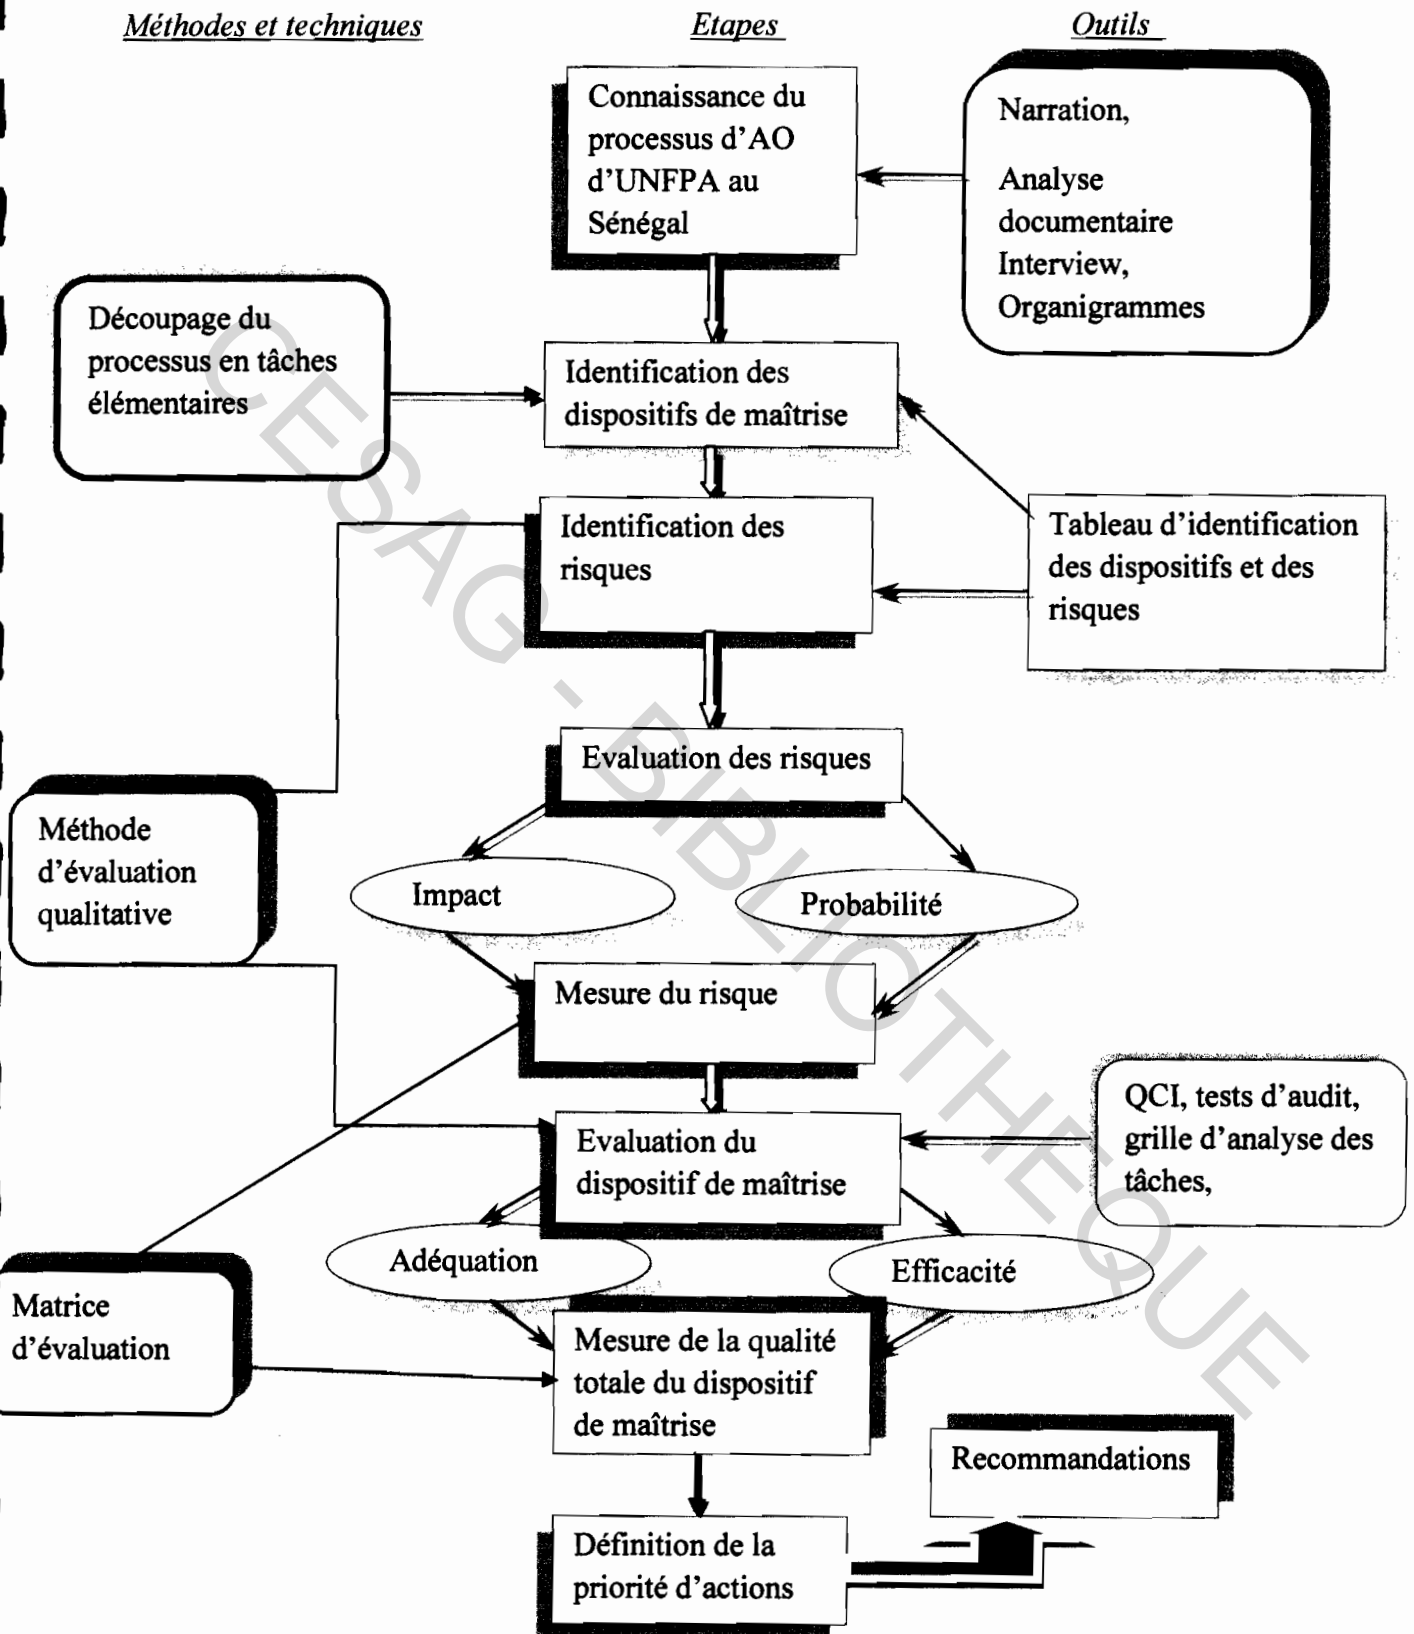 Méthodes et techniques
Etapes
Outils
Connaissance du
processus d'AO
d'UNFPA au
Sénégal
Narration,
Analyse
documentaire
Interview,
Organigrammes
Découpage du
processus en tâches
élémentaires
Identification des
dispositifs de maîtrise
Identification des
risques
Tableau d'identification
des dispositifs et des
risques
Evaluation des risques
Méthode
d'évaluation
qualitative
Impact
Probabilité
Mesure du risque
Evaluation du
dispositif de maîtrise
QCI, tests d'audit,
grille d'analyse des
tâches,
Adéquation
Efficacité
Matrice
d'évaluation
Mesure de la qualité
totale du dispositif
de maîtrise
Recommandations
Définition de la
priorité d'actions
CESAG - BIBLIOTHEQUE